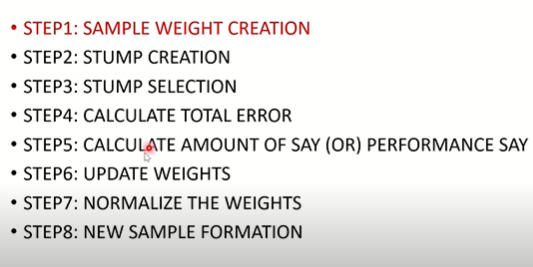 • STEP1: SAMPLE WEIGHT CREATION
• STEP2: STUMP CREATION
• STEP3: STUMP SELECTION
• STEP4: CALCULATE TOTAL ERROR
• STEP5: CALCULATE AMOUNT OF SAY (OR) PERFORMANCE SAY
• STEP6: UPDATE WEIGHTS
• STEP7: NORMALIZE THE WEIGHTS
• STEP8: NEW SAMPLE FORMATION